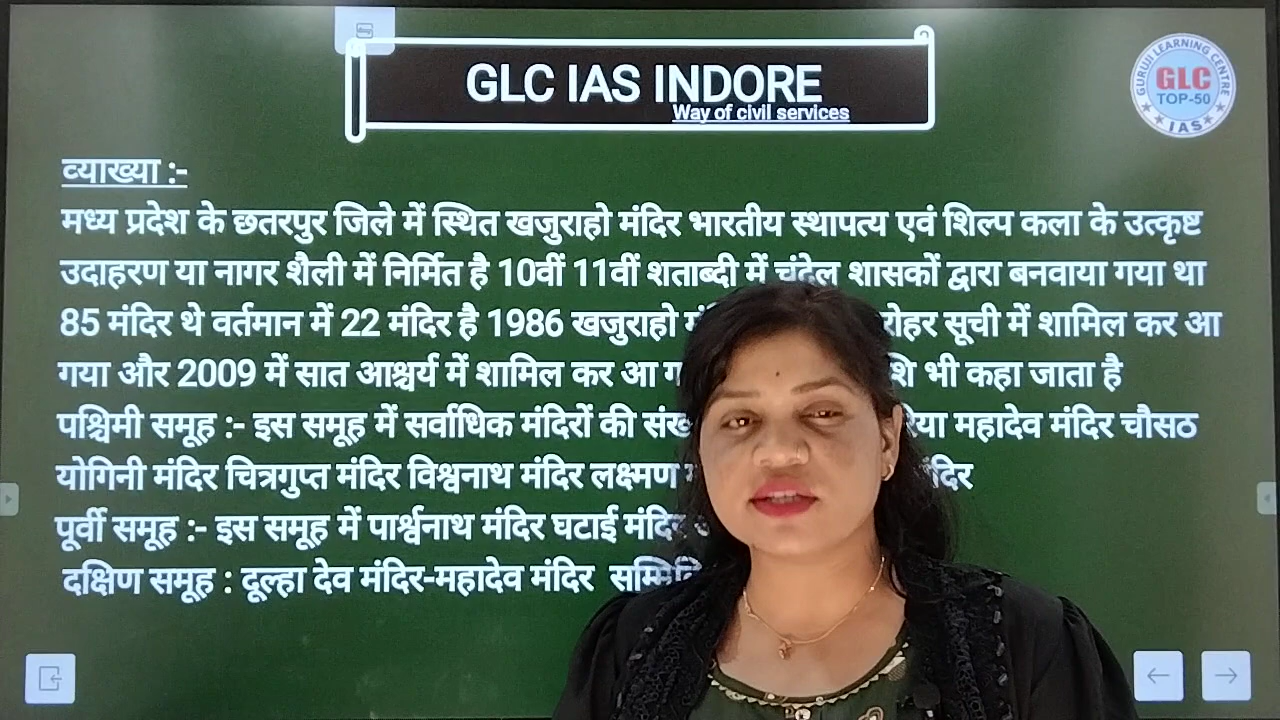 GLC IAS INDORE
Way of civil services
GURUJI LEARNING CENTRE
GLC
TOP-50
IAS
व्याख्या :-
मध्य प्रदेश के छतरपुर जिले में स्थित खजुराहो मंदिर भारतीय स्थापत्य एवं शिल्प कला के उत्कृष्ट
उदाहरण या नागर शैली में निर्मित है 10वीं 11वीं शताब्दी में चंदेल शासकों द्वारा बनवाया गया था
85 मंदिर थे वर्तमान में 22 मंदिर है 1986 खजुराहो सूची में शामिल कर आ
गया और 2009 में सात आश्चर्य में शामिल कर आ भी कहा जाता है
पश्चिमी समूह :- इस समूह में सर्वाधिक मंदिरों की महादेव मंदिर चौसठ
योगिनी मंदिर चित्रगुप्त मंदिर विश्वनाथ मंदिर लक्ष्मण
पूर्वी समूह :- इस समूह में पार्श्वनाथ मंदिर घटाई मंदिर
दक्षिण समूह : दूल्हा देव मंदिर-महादेव मंदिर